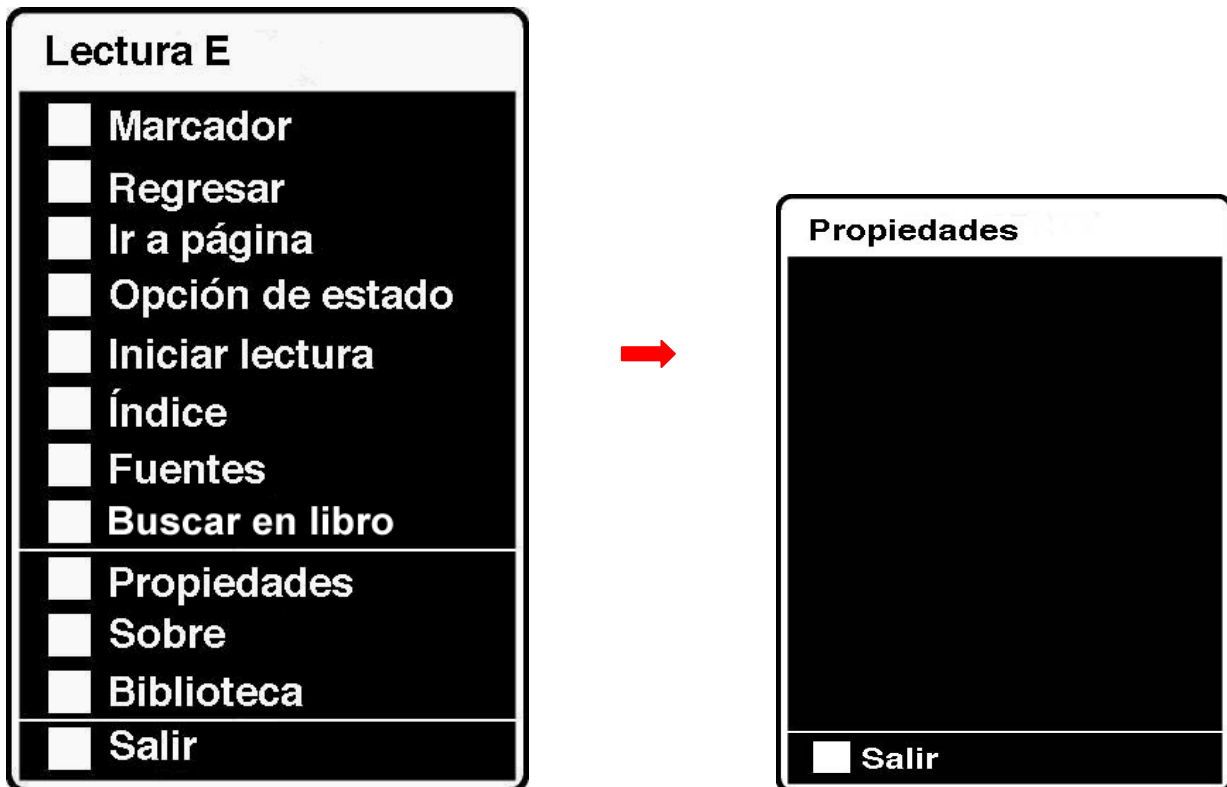 Lectura E
Marcador
Regresar
Ir a página
Opción de estado
Iniciar lectura
Índice
Fuentes
Buscar en libro
Propiedades
Sobre
Biblioteca
Salir
Propiedades
Salir